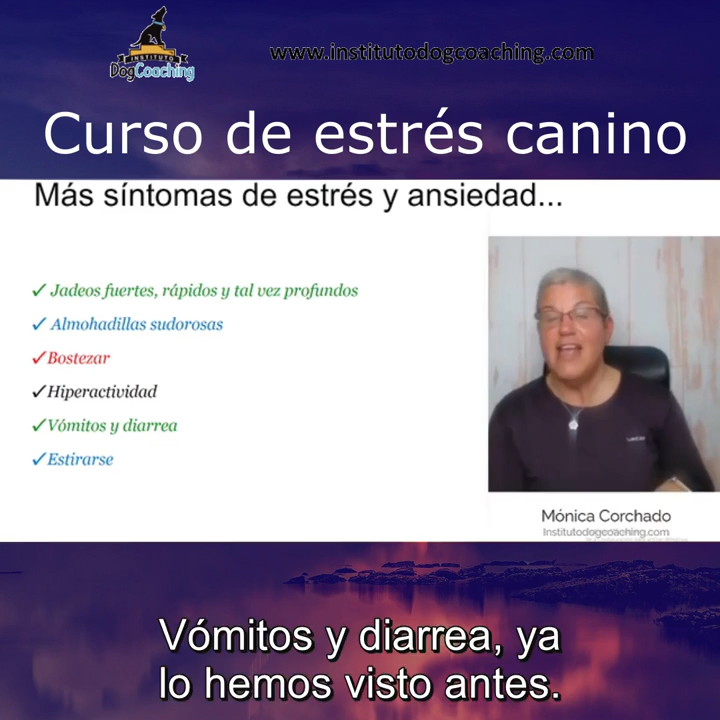 INSTITUTO
DogCoaching
www.institutodogcoaching.com
Curso de estrés canino
Más síntomas de estrés y ansiedad...
✓ Jadeos fuertes, rápidos y tal vez profundos
✓ Almohadillas sudorosas
✓ Bostezar
✓ Hiperactividad
✓ Vómitos y diarrea
✓ Estirarse
Mónica Corchado
Institutodogcoaching.com
Vómitos y diarrea, ya
lo hemos visto antes.